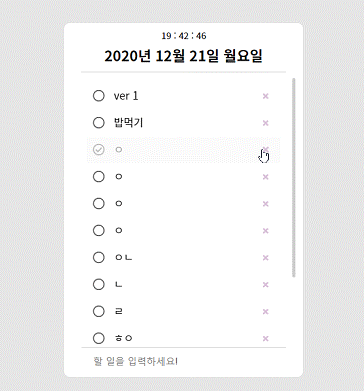 19 : 42 : 46
2020년 12월 21일 월요일
ver 1
밥먹기
ㅇ
ㅇ
ㅇ
ㅇ
ㅇㄴ
ㄴ
ㄹ
ㅎㅇ
할 일을 입력하세요!